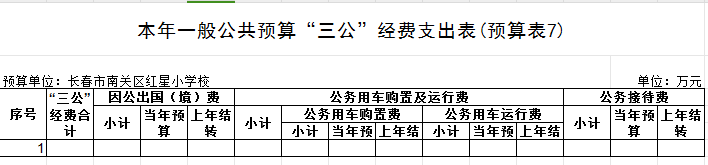 本年一般公共预算“三公”经费支出表(预算表7)
预算单位：长春市南关区红星小学校 单位：万元
序号 “三公”经费合计 因公出国（境）费 公务用车购置及运行费 公务接待费
小计 当年预算 上年结转 小计 公务用车购置费 公务用车运行费 小计 当年预算 上年结转
小计 当年预 上年结 小计 当年预 上年结
1